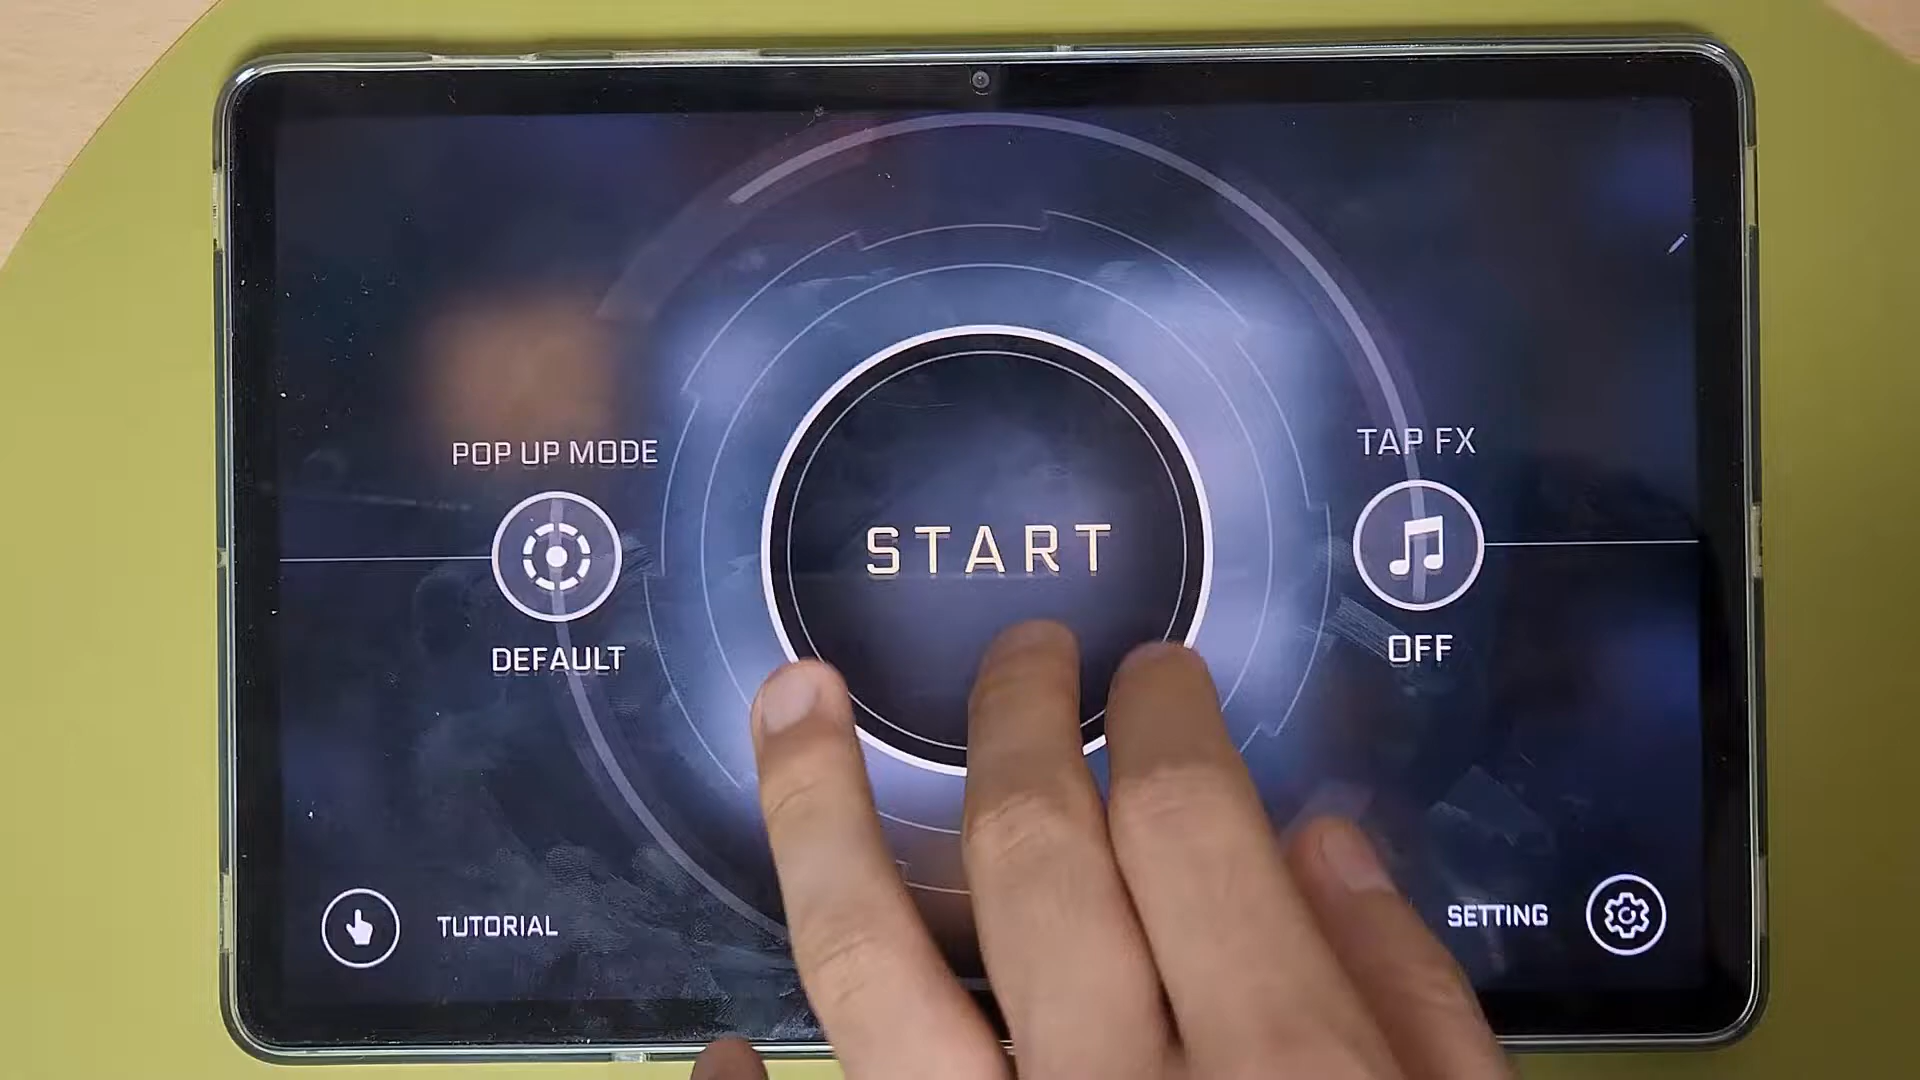 POP UP MODE
DEFAULT
START
TAP FX
OFF
TUTORIAL
SETTING